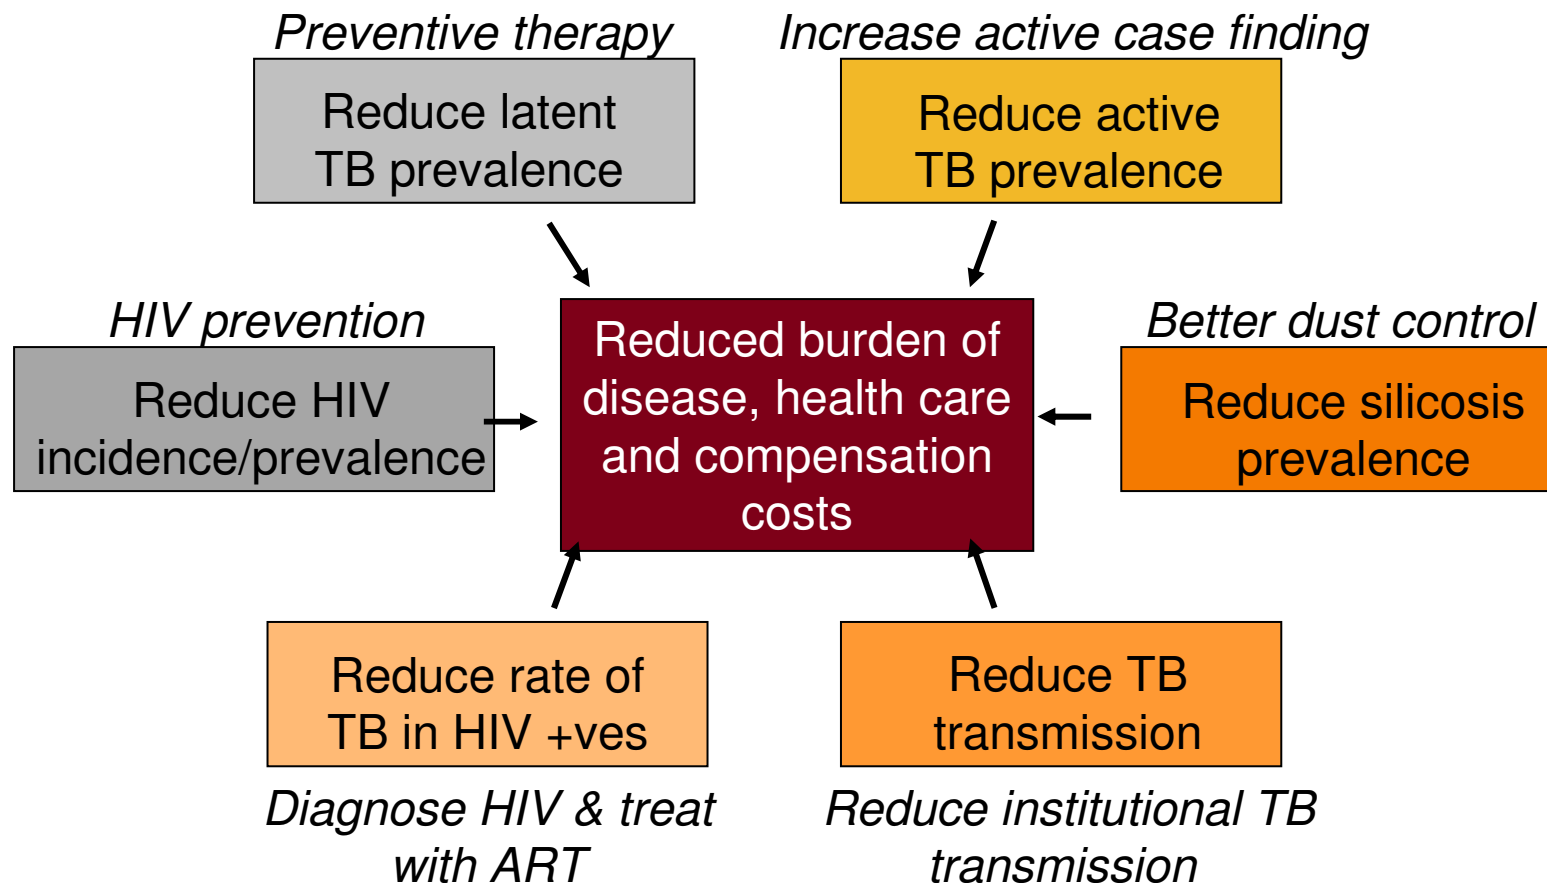 Preventive therapy
Increase active case finding
Reduce latent
TB prevalence
Reduce active
TB prevalence
HIV prevention
Reduce HIV
incidence/prevalence
Reduced burden of
disease, health care
and compensation
costs
Better dust control
Reduce silicosis
prevalence
Reduce rate of
TB in HIV +ves
Diagnose HIV & treat
with ART
Reduce TB
transmission
Reduce institutional TB
transmission